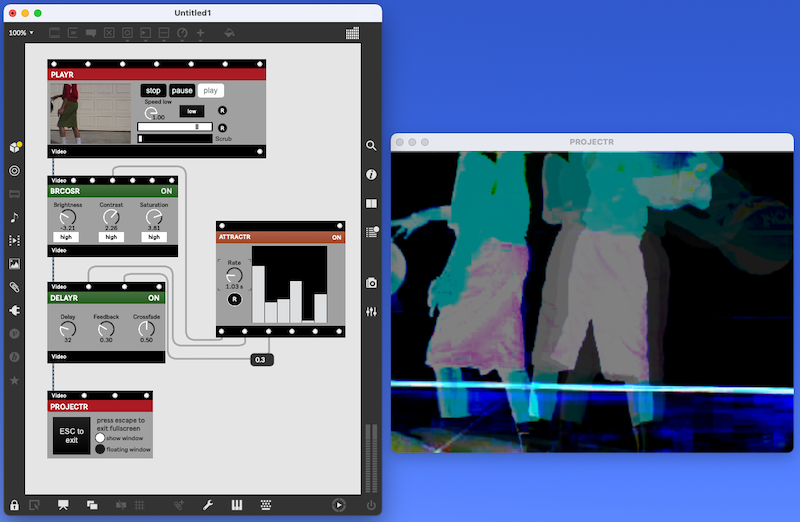 Untitled1
100%
PLAYR
stop pause play
Speed low
1.00
low
R
R
Scrub
Video
Video
BRCOSR ON
Brightness Contrast Saturation
-3.21 2.26 3.81
high high high
Video
ATTRACTR ON
Rate
1.03 s
R
Video
DELAYR ON
Delay Feedback Crossfade
32 0.30 0.50
Video
0.3
Video
PROJECTR
ESC to
exit
press escape to
exit fullscreen
show window
floating window
PROJECTR